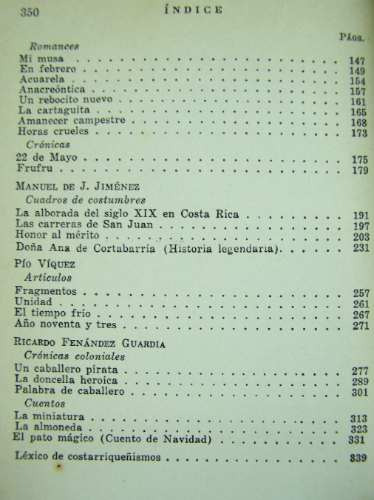 350 ÍNDICE
Págs.
Romances
Mi musa 147
En febrero 149
Acuarela 154
Anacreóntica 157
Un rebocito nuevo 161
La cartaguita 165
Amanecer campestre 168
Horas crueles 173
Crónicas
22 de Mayo 175
Frufru 179
MANUEL DE J. JIMÉNEZ
Cuadros de costumbres
La alborada del siglo XIX en Costa Rica 191
Las carreras de San Juan 197
Honor al mérito 203
Doña Ana de Cortabarría (Historia legendaria). 231
PÍO VÍQUEZ
Artículos
Fragmentos 257
Unidad 261
El tiempo frío 267
Año noventa y tres 271
RICARDO FENÁNDEZ GUARDIA
Crónicas coloniales
Un caballero pirata 277
La doncella heroica 289
Palabra de caballero 301
Cuentos
La miniatura 313
La almoneda 323
El pato mágico (Cuento de Navidad) 331
Léxico de costarriqueñismos 339